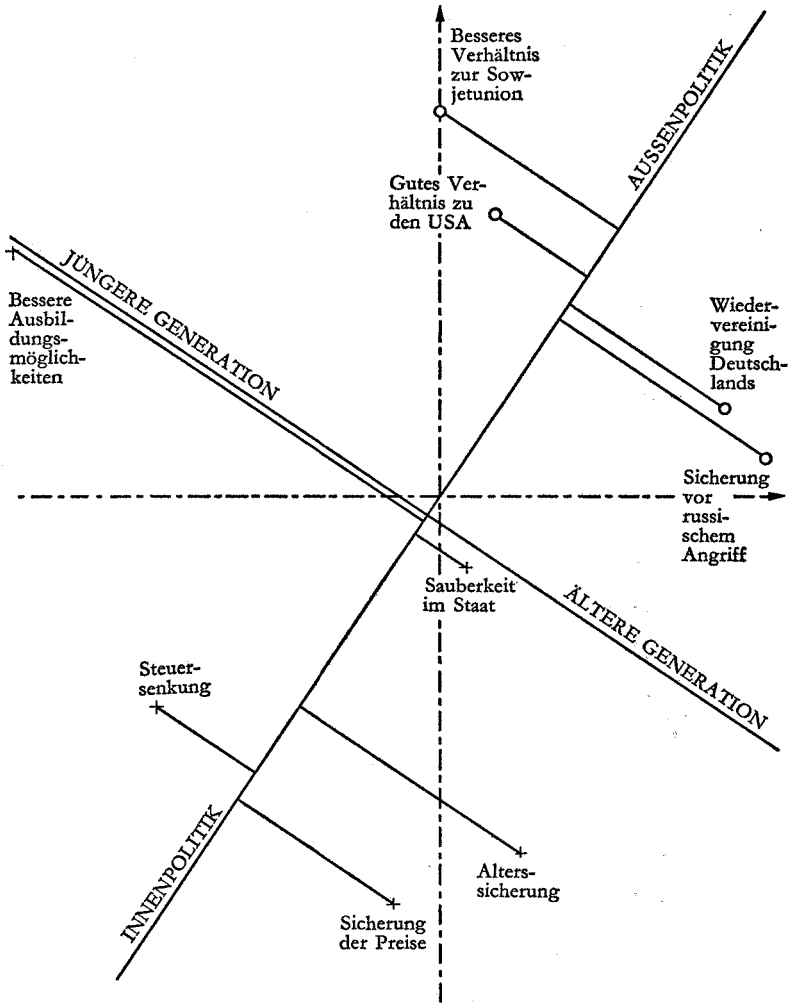 Besseres
Verhältnis
zur Sow-
jetunion
AUSSENPOLITIK
Gutes Ver-
hältnis zu
den USA
JÜNGERE GENERATION
Bessere
Ausbil-
dungs-
möglich-
keiten
Wieder-
vereini-
gung
Deutsch-
lands
Sicherung
vor
russi-
schem
Angriff
Sauberkeit
im Staat
ÄLTERE GENERATION
Steuer-
senkung
INNENPOLITIK
Alters-
sicherung
Sicherung
der Preise